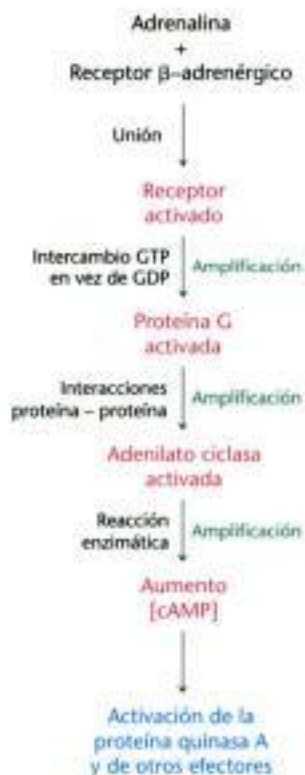 Adrenalina
+
Receptor β–adrenérgico
Unión
Receptor
activado
Intercambio GTP
en vez de GDP
Amplificación
Proteína G
activada
Interacciones
proteína – proteína
Amplificación
Adenilato ciclasa
activada
Reacción
enzimática
Amplificación
Aumento
[cAMP]
Activación de la
proteína quinasa A
y de otros efectores